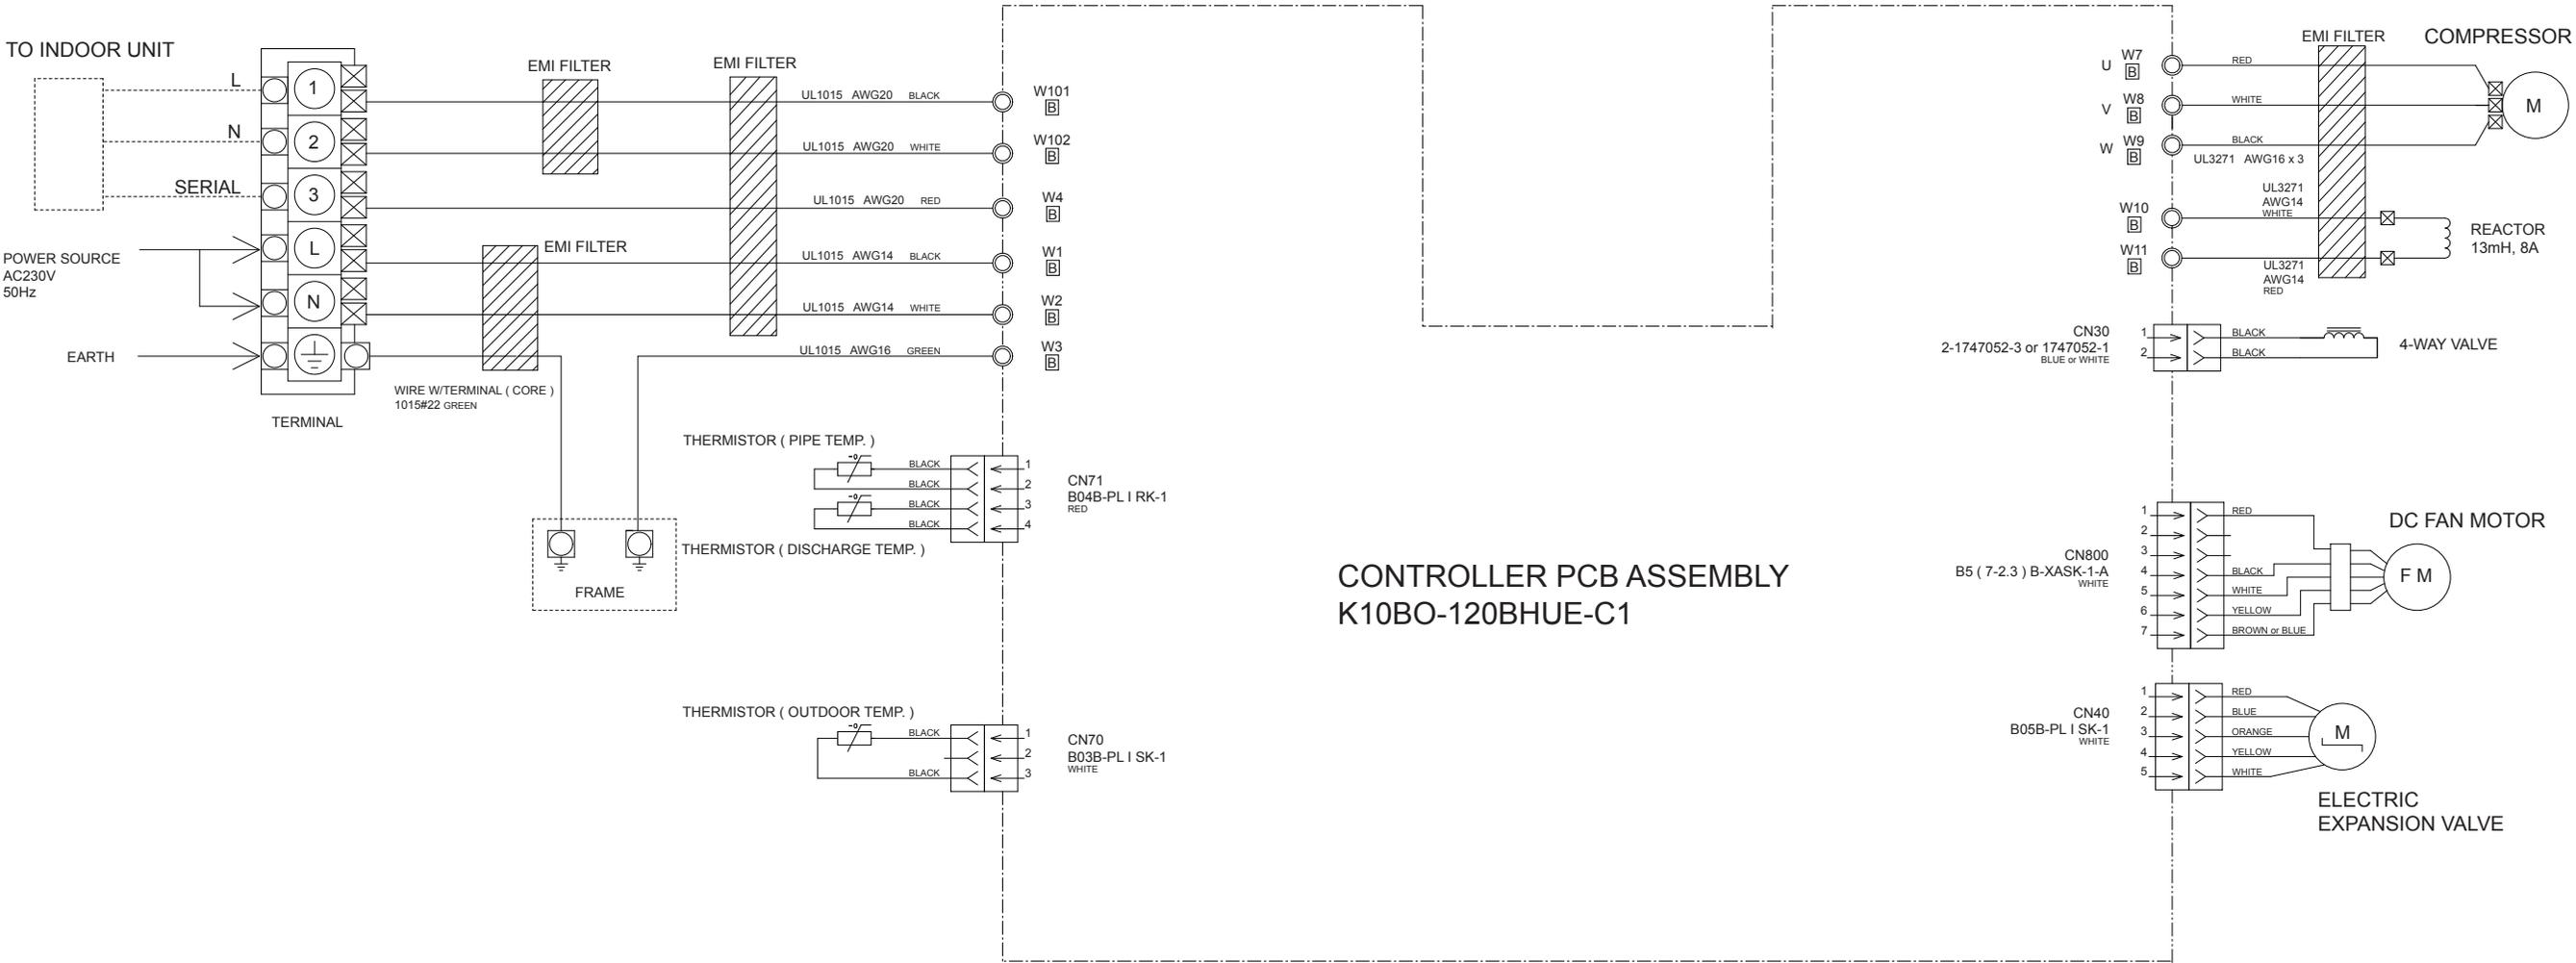 TO INDOOR UNIT
L
N
SERIAL
POWER SOURCE
AC230V
50Hz
EARTH
1
2
3
L
N
TERMINAL
EMI FILTER
EMI FILTER
EMI FILTER
WIRE W/TERMINAL ( CORE )
1015#22 GREEN
UL1015 AWG20 BLACK
W101
B
UL1015 AWG20 WHITE
W102
B
UL1015 AWG20 RED
W4
B
UL1015 AWG14 BLACK
W1
B
UL1015 AWG14 WHITE
W2
B
UL1015 AWG16 GREEN
W3
B
FRAME
THERMISTOR ( PIPE TEMP. )
-θ
BLACK 1
BLACK 2
-θ
BLACK 3
BLACK 4
THERMISTOR ( DISCHARGE TEMP. )
CN71
B04B-PL I RK-1
RED
THERMISTOR ( OUTDOOR TEMP. )
-θ
BLACK 1
2
BLACK 3
CN70
B03B-PL I SK-1
WHITE
CONTROLLER PCB ASSEMBLY
K10BO-120BHUE-C1
EMI FILTER
COMPRESSOR
U W7
B
RED
V W8
B
WHITE
W W9
B
BLACK
UL3271 AWG16 x 3
M
UL3271
AWG14
WHITE
W10
B
W11
B
UL3271
AWG14
RED
REACTOR
13mH, 8A
CN30
2-1747052-3 or 1747052-1
BLUE or WHITE
1 BLACK
2 BLACK
4-WAY VALVE
CN800
B5 ( 7-2.3 ) B-XASK-1-A
WHITE
1 RED
2
3
4 BLACK
5 WHITE
6 YELLOW
7 BROWN or BLUE
DC FAN MOTOR
F M
CN40
B05B-PL I SK-1
WHITE
1 RED
2 BLUE
3 ORANGE
4 YELLOW
5 WHITE
M
ELECTRIC
EXPANSION VALVE